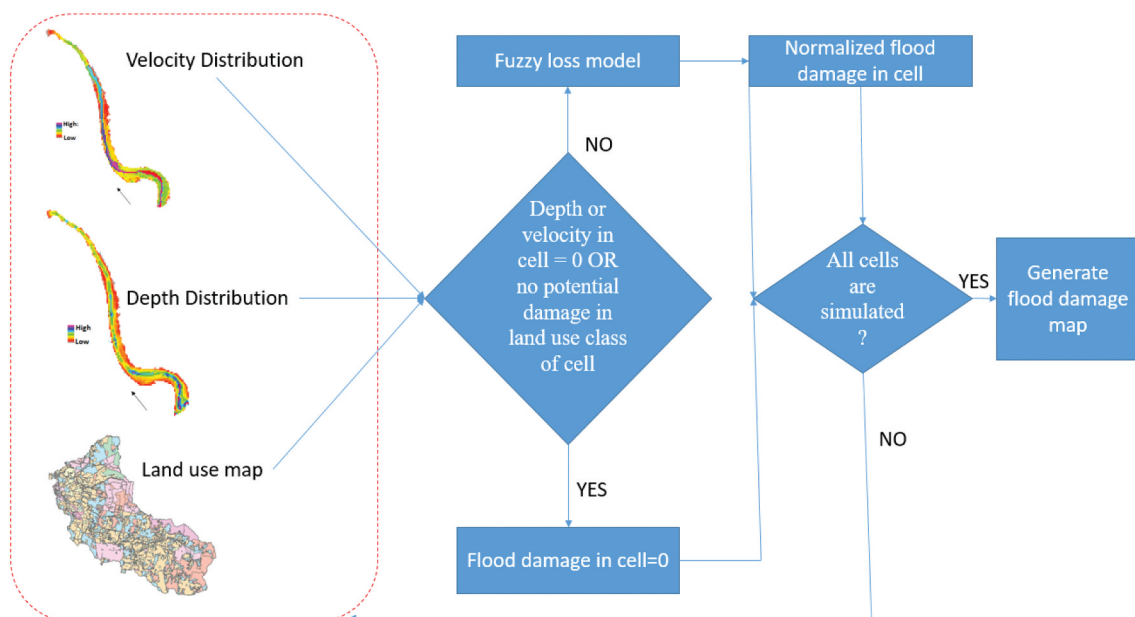 Velocity Distribution
High:
Low
Depth Distribution
High
Low
Land use map
Fuzzy loss model
Normalized flood
damage in cell
NO
Depth or
velocity in
cell = 0 OR
no potential
damage in
land use class
of cell
YES
Flood damage in cell=0
All cells
are
simulated
?
YES
Generate
flood damage
map
NO